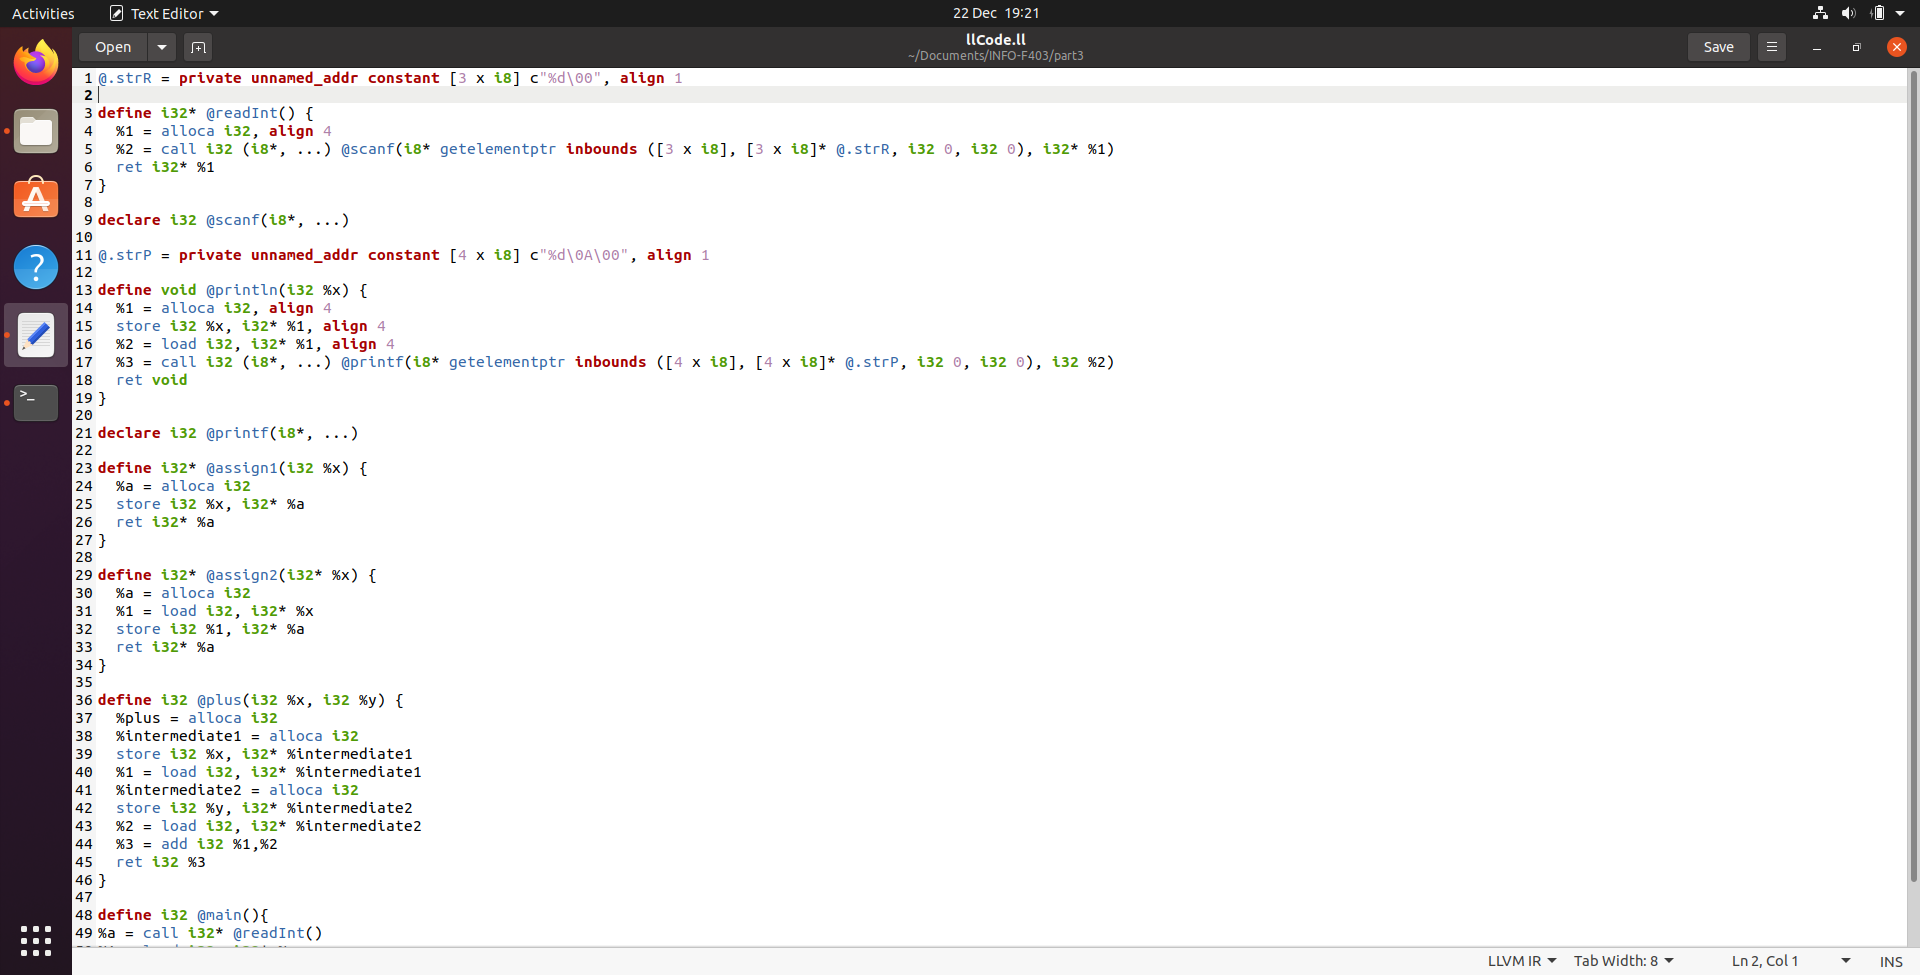 Activities Text Editor 22 Dec 19:21
Open llCode.ll Save
~/Documents/INFO-F403/part3
1 @.strR = private unnamed_addr constant [3 x i8] c"%d\00", align 1
2
3 define i32* @readInt() {
4   %1 = alloca i32, align 4
5   %2 = call i32 (i8*, ...) @scanf(i8* getelementptr inbounds ([3 x i8], [3 x i8]* @.strR, i32 0, i32 0), i32* %1)
6   ret i32* %1
7 }
8
9 declare i32 @scanf(i8*, ...)
10
11 @.strP = private unnamed_addr constant [4 x i8] c"%d\0A\00", align 1
12
13 define void @println(i32 %x) {
14   %1 = alloca i32, align 4
15   store i32 %x, i32* %1, align 4
16   %2 = load i32, i32* %1, align 4
17   %3 = call i32 (i8*, ...) @printf(i8* getelementptr inbounds ([4 x i8], [4 x i8]* @.strP, i32 0, i32 0), i32 %2)
18   ret void
19 }
20
21 declare i32 @printf(i8*, ...)
22
23 define i32* @assign1(i32 %x) {
24   %a = alloca i32
25   store i32 %x, i32* %a
26   ret i32* %a
27 }
28
29 define i32* @assign2(i32* %x) {
30   %a = alloca i32
31   %1 = load i32, i32* %x
32   store i32 %1, i32* %a
33   ret i32* %a
34 }
35
36 define i32 @plus(i32 %x, i32 %y) {
37   %plus = alloca i32
38   %intermediate1 = alloca i32
39   store i32 %x, i32* %intermediate1
40   %1 = load i32, i32* %intermediate1
41   %intermediate2 = alloca i32
42   store i32 %y, i32* %intermediate2
43   %2 = load i32, i32* %intermediate2
44   %3 = add i32 %1,%2
45   ret i32 %3
46 }
47
48 define i32 @main(){
49 %a = call i32* @readInt()
LLVM IR Tab Width: 8 Ln 2, Col 1 INS